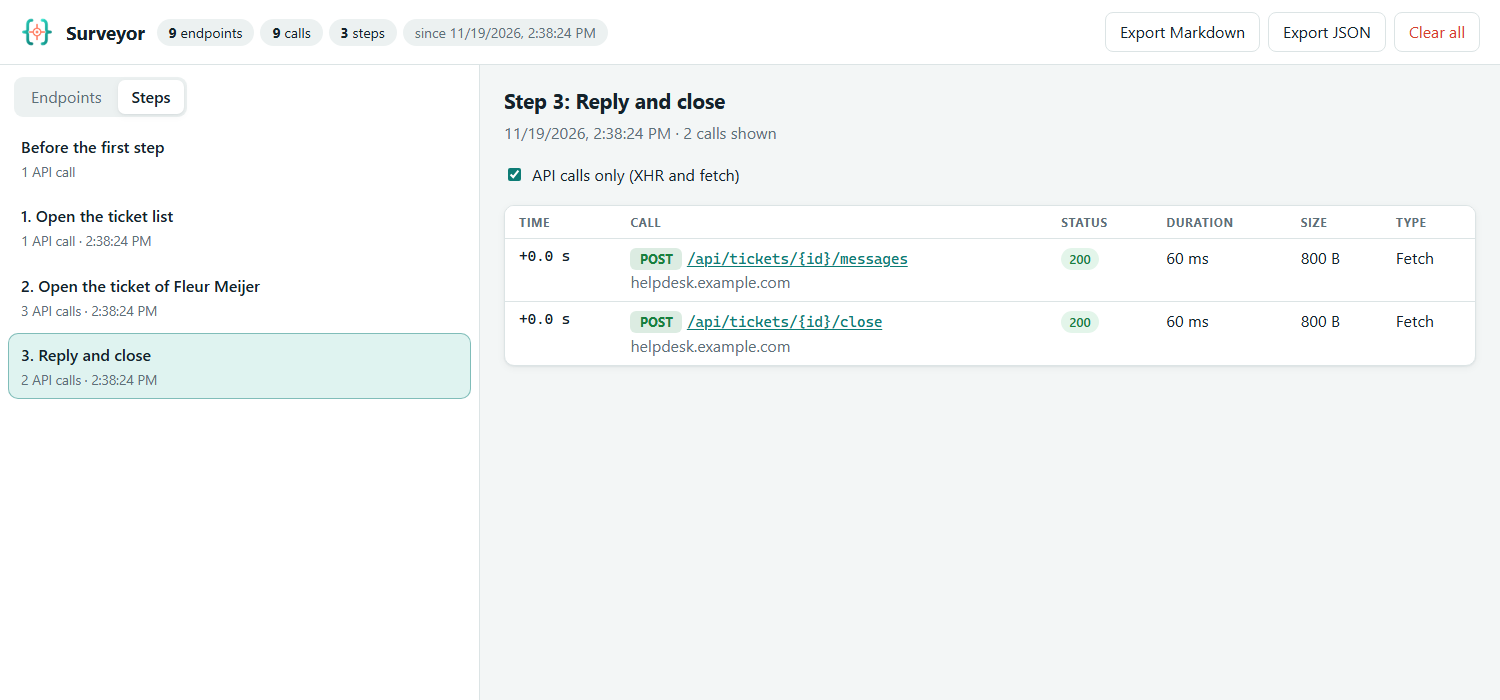 Surveyor 9 endpoints 9 calls 3 steps since 11/19/2026, 2:38:24 PM Export Markdown Export JSON Clear all
Endpoints Steps
Before the first step
1 API call
1. Open the ticket list
1 API call · 2:38:24 PM
2. Open the ticket of Fleur Meijer
3 API calls · 2:38:24 PM
3. Reply and close
2 API calls · 2:38:24 PM
Step 3: Reply and close
11/19/2026, 2:38:24 PM · 2 calls shown
API calls only (XHR and fetch)
TIME CALL STATUS DURATION SIZE TYPE
+0.0 s POST /api/tickets/{id}/messages 200 60 ms 800 B Fetch
helpdesk.example.com
+0.0 s POST /api/tickets/{id}/close 200 60 ms 800 B Fetch
helpdesk.example.com